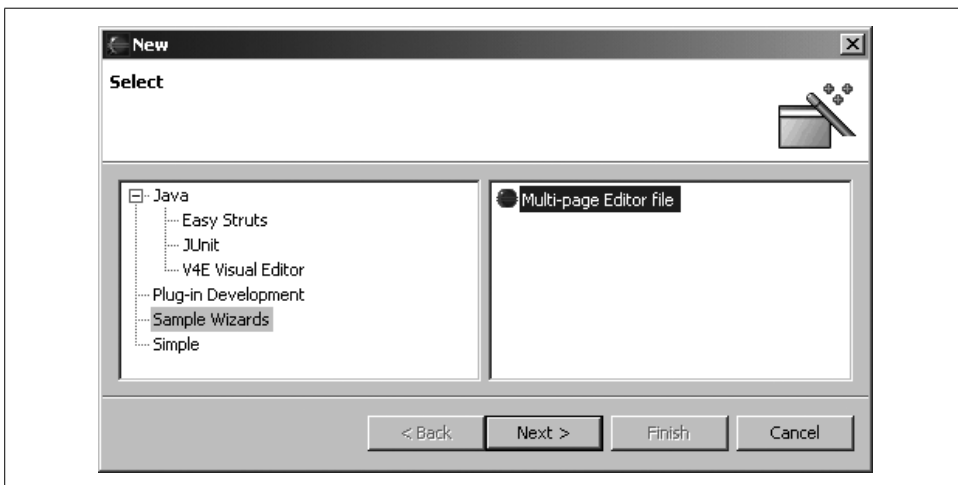 New
Select
Java
Easy Struts
JUnit
V4E Visual Editor
Plug-in Development
Sample Wizards
Simple
Multi-page Editor file
< Back
Next >
Finish
Cancel